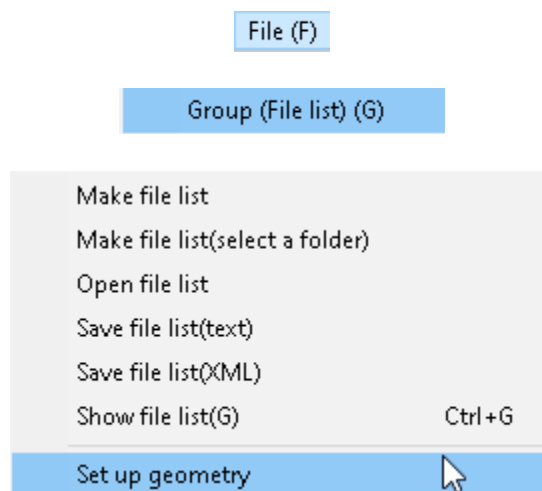 File (F)
Group (File list) (G)
Make file list
Make file list(select a folder)
Open file list
Save file list(text)
Save file list(XML)
Show file list(G) Ctrl+G
Set up geometry